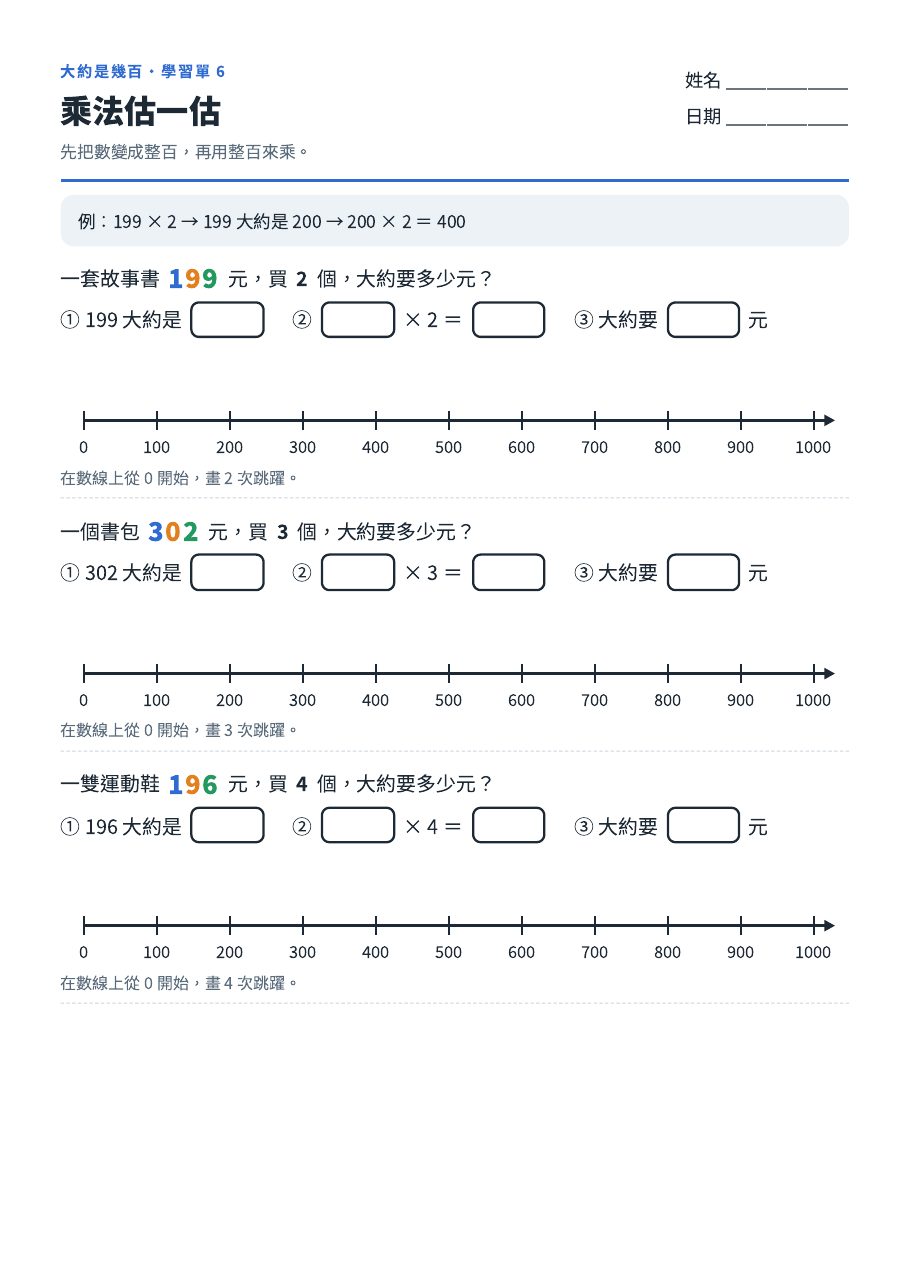 大約是幾百・學習單 6
乘法估一估
先把數變成整百，再用整百來乘。
姓名 ____________
日期 ____________
例：199 × 2 → 199 大約是 200 → 200 × 2 ＝ 400
一套故事書 199 元，買 2 個，大約要多少元？
① 199 大約是 ② × 2 ＝ ③ 大約要 元
0 100 200 300 400 500 600 700 800 900 1000
在數線上從 0 開始，畫 2 次跳躍。
一個書包 302 元，買 3 個，大約要多少元？
① 302 大約是 ② × 3 ＝ ③ 大約要 元
0 100 200 300 400 500 600 700 800 900 1000
在數線上從 0 開始，畫 3 次跳躍。
一雙運動鞋 196 元，買 4 個，大約要多少元？
① 196 大約是 ② × 4 ＝ ③ 大約要 元
0 100 200 300 400 500 600 700 800 900 1000
在數線上從 0 開始，畫 4 次跳躍。